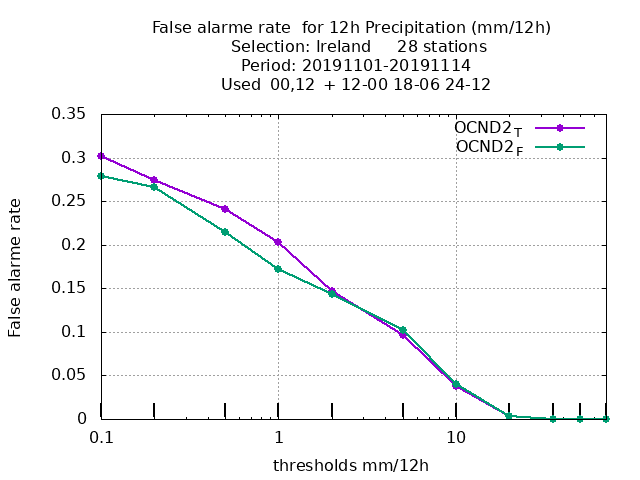 False alarme rate  for 12h Precipitation (mm/12h)
Selection: Ireland     28 stations
Period: 20191101-20191114
Used  00,12  + 12-00 18-06 24-12
OCND2T
OCND2F
False alarme rate
0.35
0.3
0.25
0.2
0.15
0.1
0.05
0
0.1
1
10
thresholds mm/12h